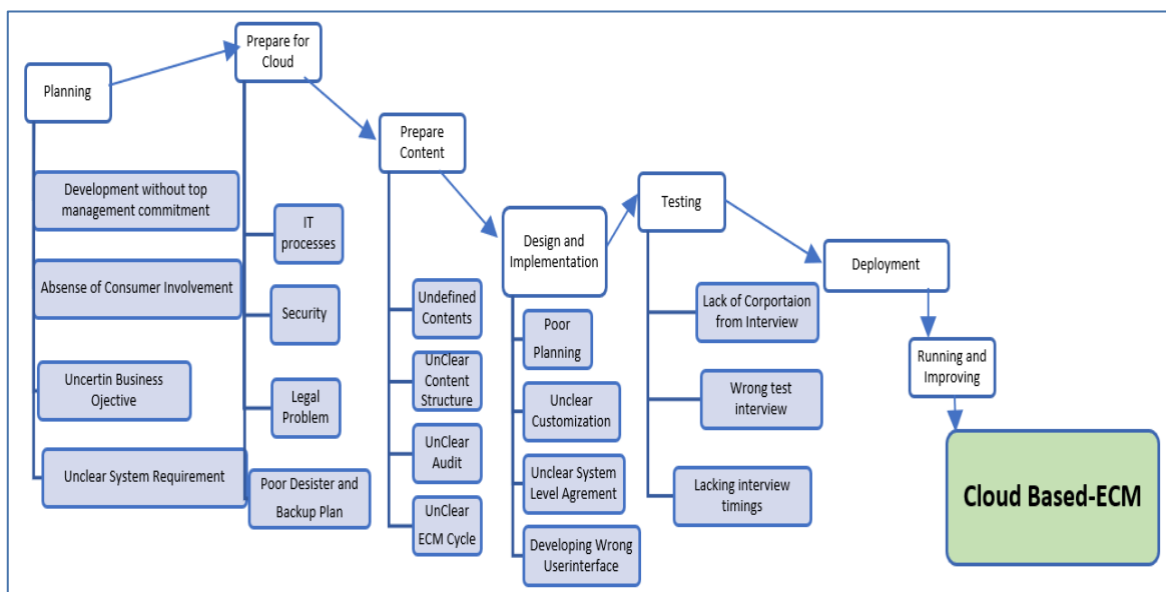 Planning
Development without top
management commitment
Absense of Consumer Involvement
Uncertin Business
Ojective
Unclear System Requirement
Prepare for
Cloud
IT
processes
Security
Legal
Problem
Poor Desister and
Backup Plan
Prepare
Content
Undefined
Contents
UnClear
Content
Structure
UnClear
Audit
UnClear
ECM Cycle
Design and
Implementation
Poor
Planning
Unclear
Customization
Unclear System
Level Agrement
Developing Wrong
Userinterface
Testing
Lack of Corportaion
from Interview
Wrong test
interview
Lacking interview
timings
Deployment
Running and
Improving
Cloud Based-ECM